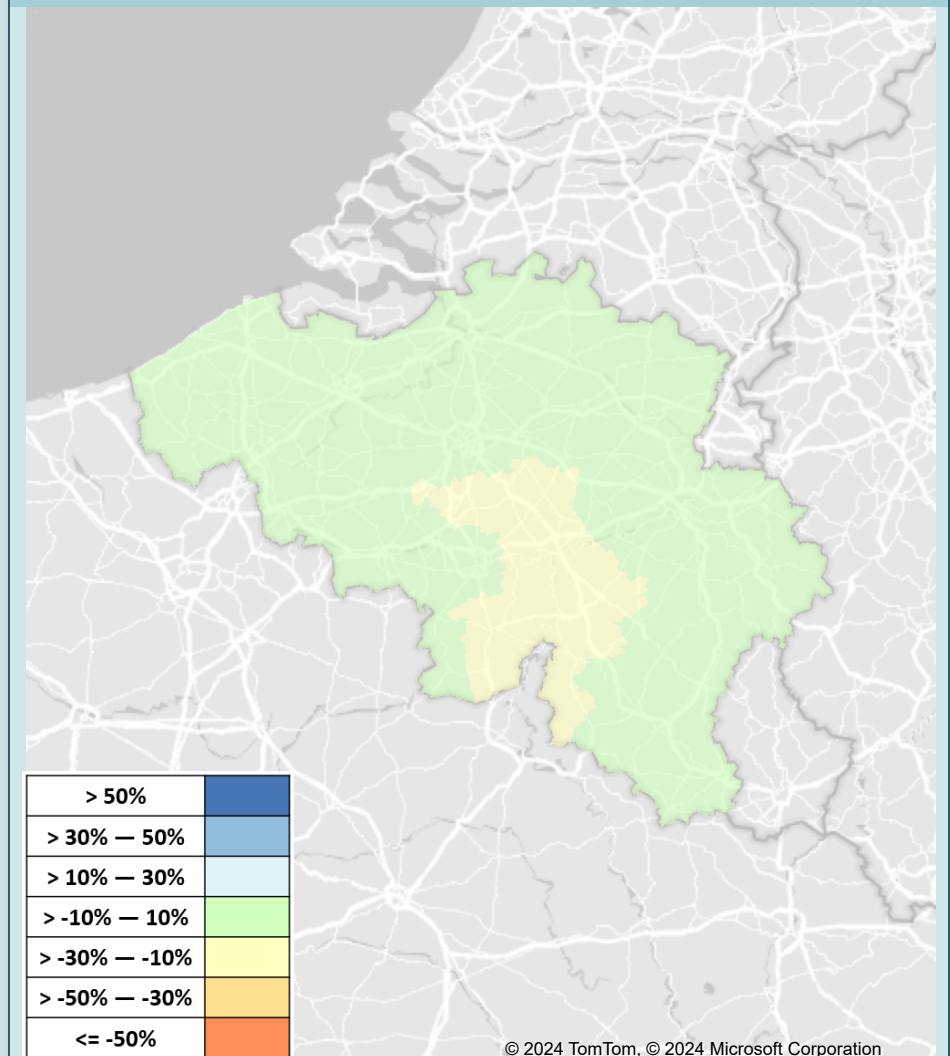 > 50%
> 30% — 50%
> 10% — 30%
> -10% — 10%
> -30% — -10%
> -50% — -30%
<= -50%
© 2024 TomTom, © 2024 Microsoft Corporation